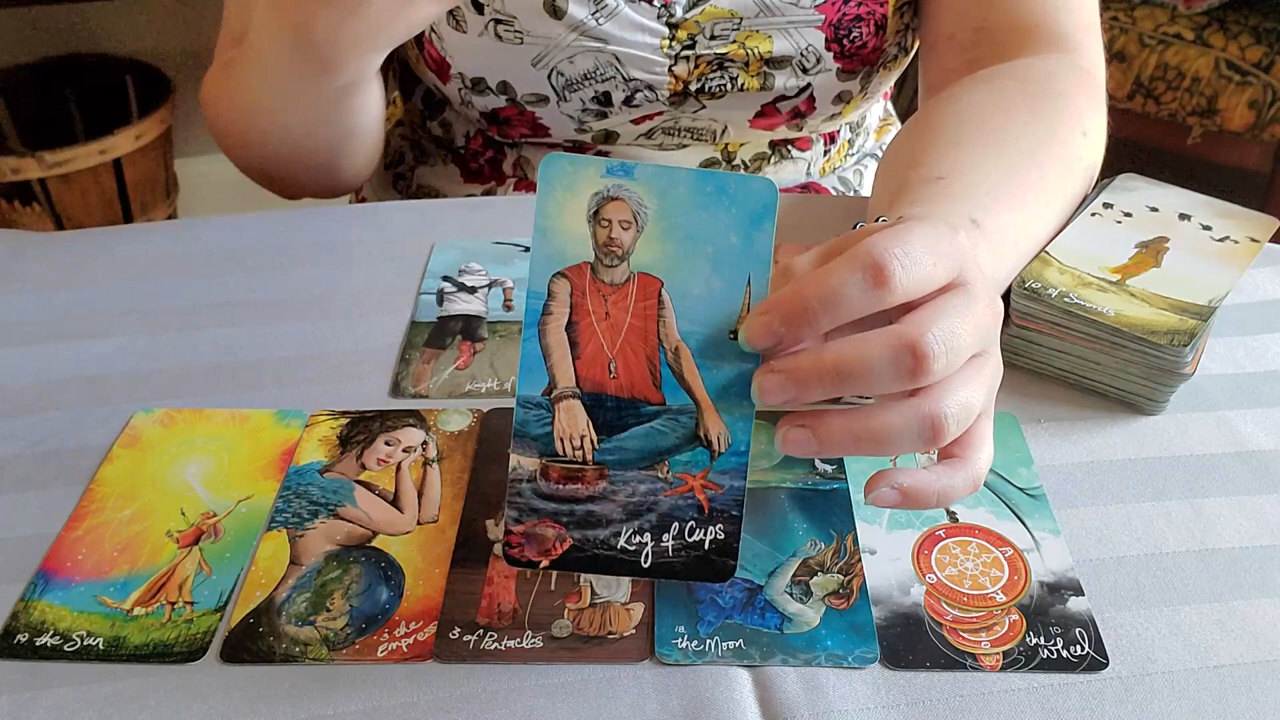 Knight of
10 of Swords
King of Cups
19 the Sun
3 the
empress
3 of Pentacles
18
the Moon
10
the
Wheel
T
A
R